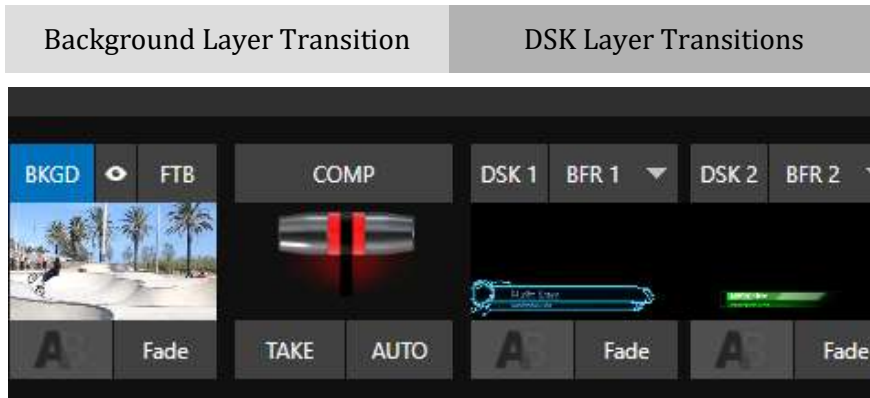 Background Layer Transition DSK Layer Transitions
BKGD FTB COMP DSK 1 BFR 1 DSK 2 BFR 2
Fade TAKE AUTO Fade Fade